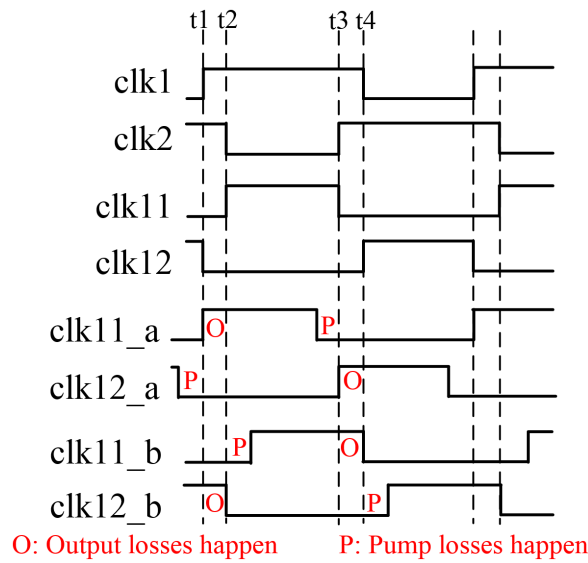 t1 t2 t3 t4
clk1
clk2
clk11
clk12
clk11_a O P
clk12_a P O
clk11_b P O
clk12_b O P
O: Output losses happen P: Pump losses happen